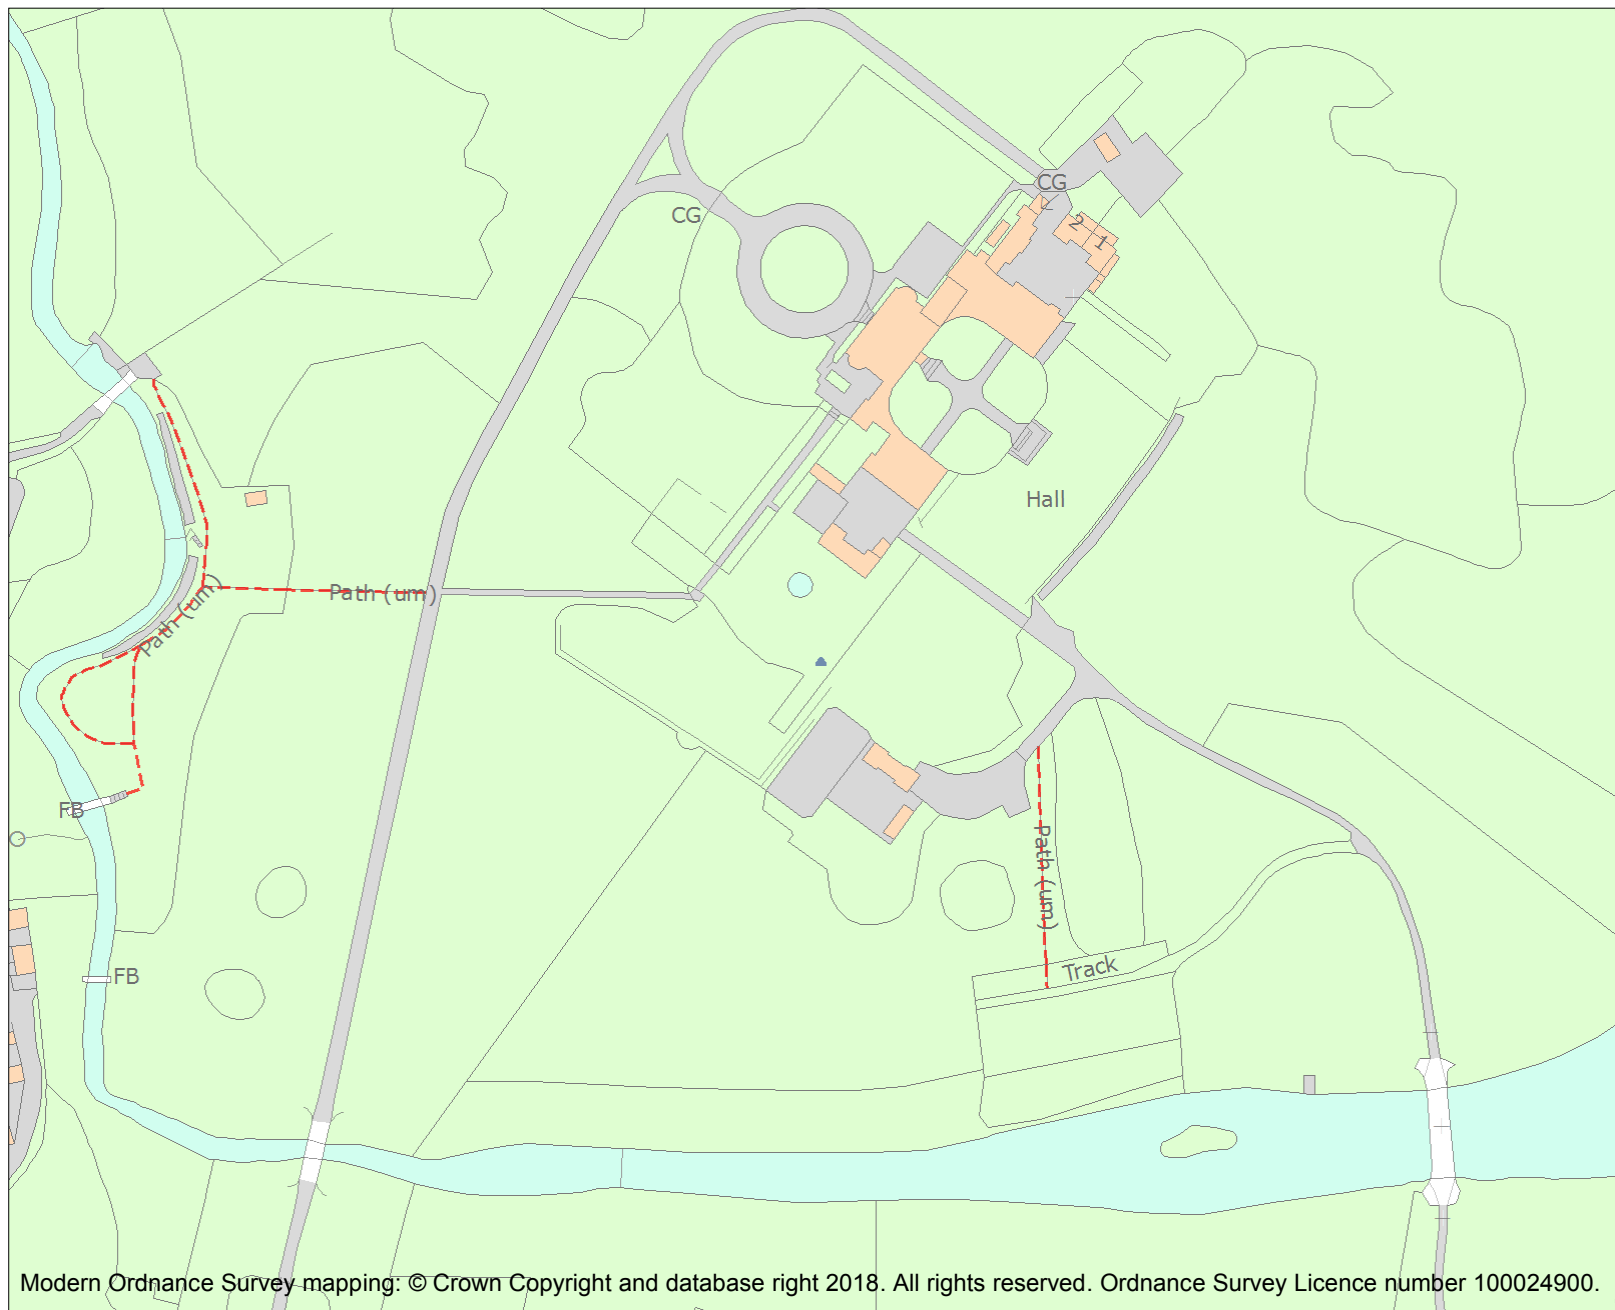 CG
CG
2
1
Hall
Path (um)
Path (um)
FB
Path (um)
FB
Track
Modern Ordnance Survey mapping: © Crown Copyright and database right 2018. All rights reserved. Ordnance Survey Licence number 100024900.